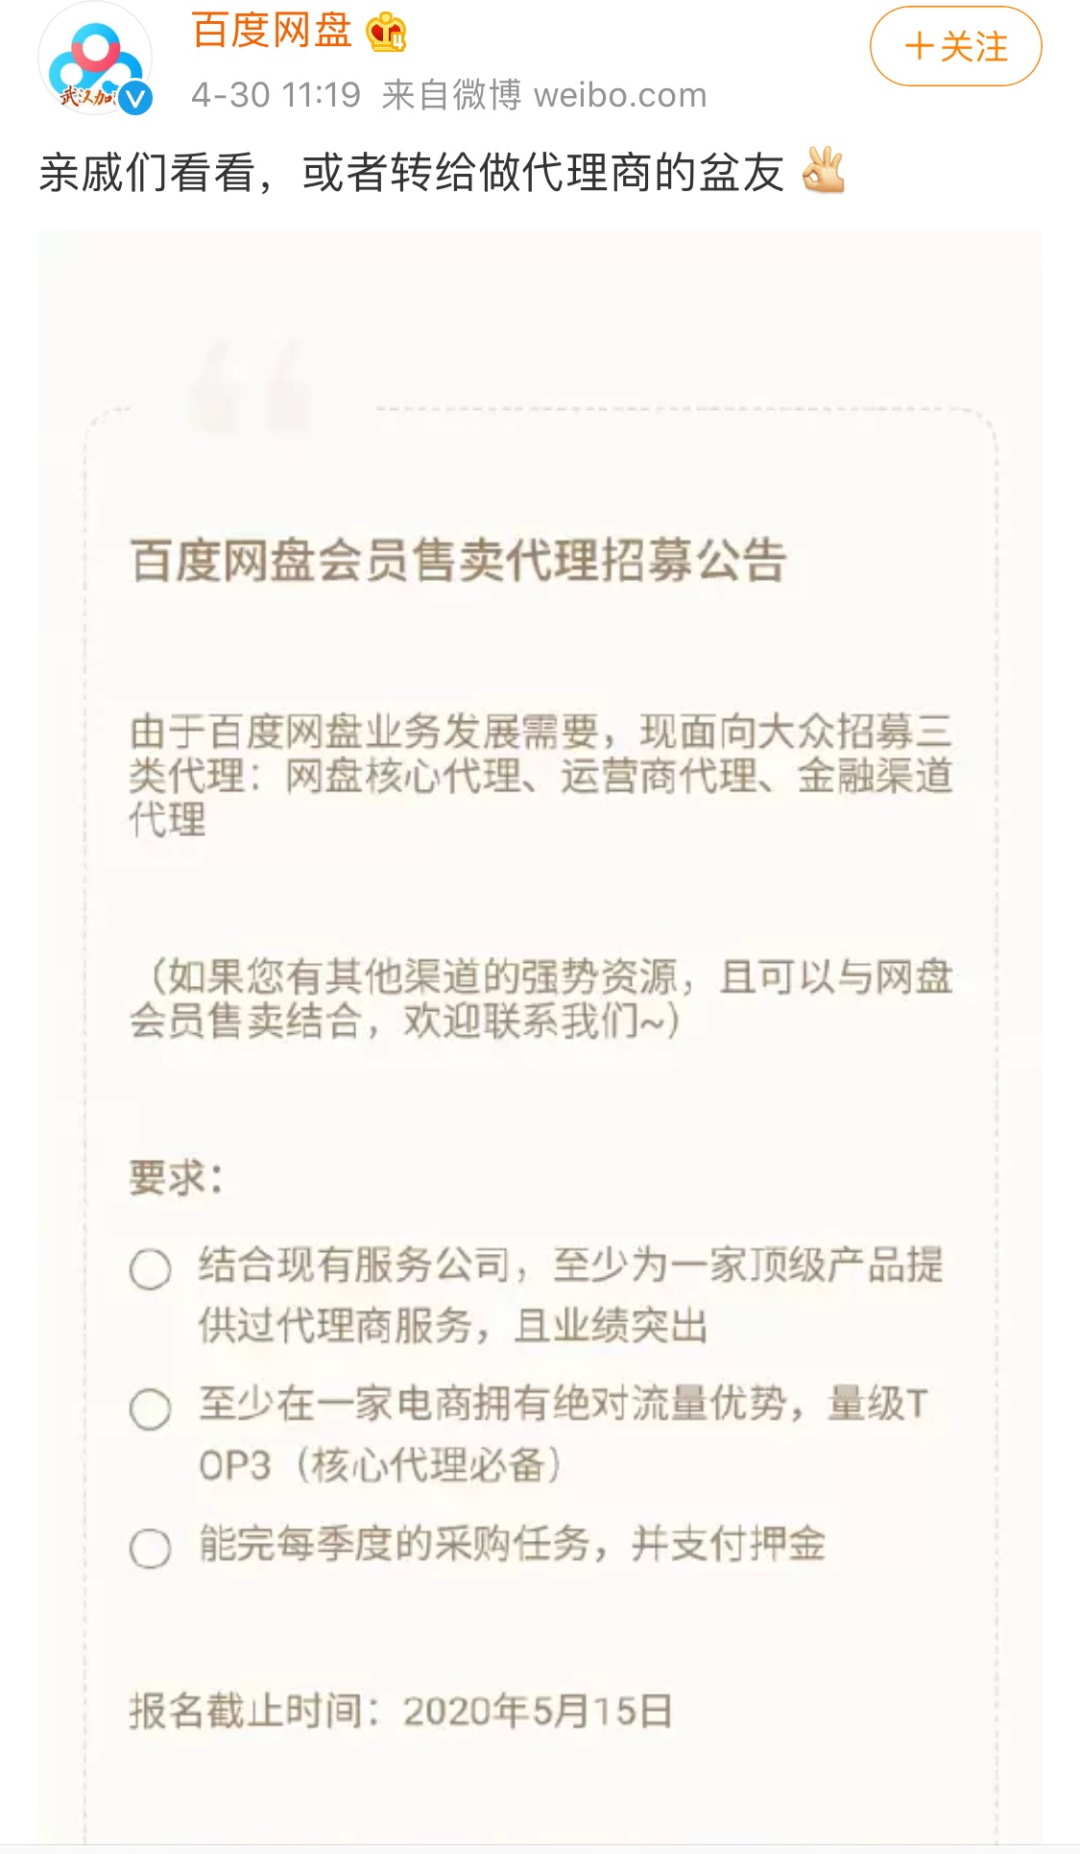 百度网盘
4
武汉加油
V
4-30 11:19 来自微博 weibo.com
+关注
亲戚们看看，或者转给做代理商的盆友
百度网盘会员售卖代理招募公告
由于百度网盘业务发展需要，现面向大众招募三
类代理：网盘核心代理、运营商代理、金融渠道
代理
（如果您有其他渠道的强势资源，且可以与网盘
会员售卖结合，欢迎联系我们~）
要求：
结合现有服务公司，至少为一家顶级产品提
供过代理商服务，且业绩突出
至少在一家电商拥有绝对流量优势，量级T
OP3（核心代理必备）
能完每季度的采购任务，并支付押金
报名截止时间：2020年5月15日